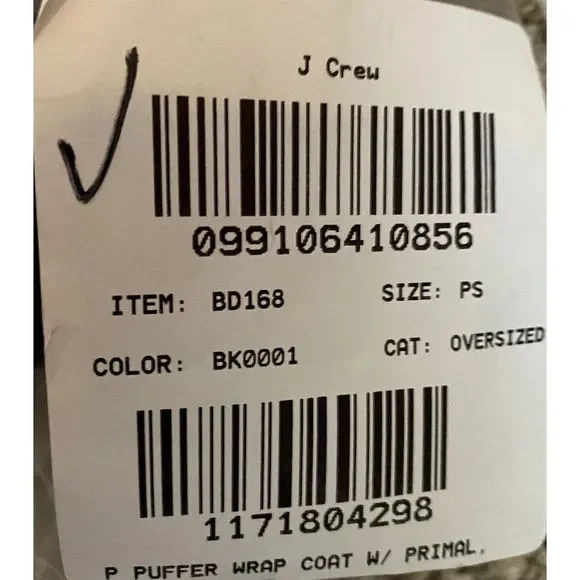 J Crew
099106410856
ITEM: BD168 SIZE: PS
COLOR: BK0001 CAT: OVERSIZED
1171804298
P PUFFER WRAP COAT W/ PRIMAL.